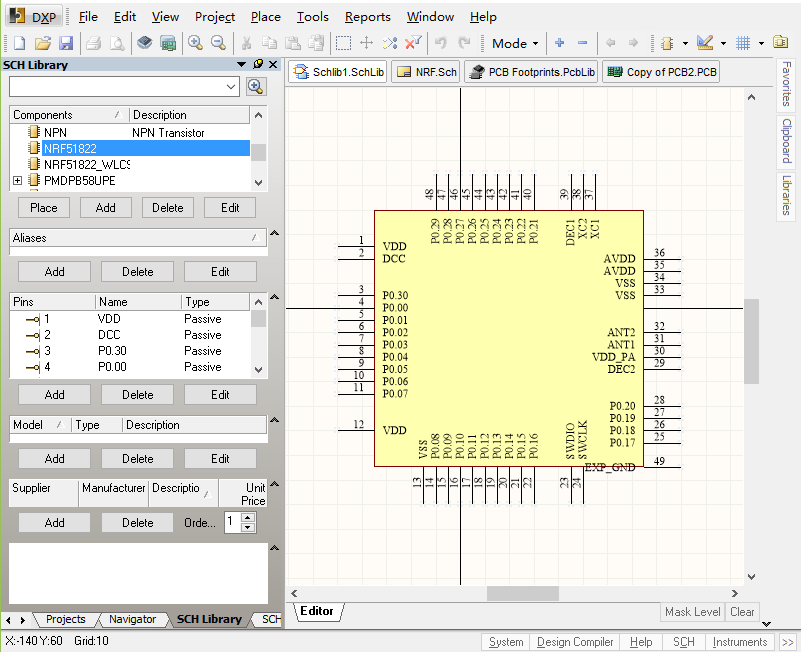 DXP File Edit View Project Place Tools Reports Window Help
Mode
SCH Library
Schlib1.SchLib NRF.Sch PCB Footprints.PcbLib Copy of PCB2.PCB
Favorites
Clipboard
Libraries
Components Description
NPN NPN Transistor
NRF51822
NRF51822_WLCS
PMDPB58UPE
Place Add Delete Edit
Aliases
Add Delete Edit
Pins Name Type
1 VDD Passive
2 DCC Passive
3 P0.30 Passive
4 P0.00 Passive
Add Delete Edit
Model Type Description
Add Delete Edit
Supplier Manufacturer Descriptio Unit Price
Add Delete Orde... 1
48 47 46 45 44 43 42 41 40 39 38 37
P0.29 P0.28 P0.27 P0.26 P0.25 P0.24 P0.23 P0.22 P0.21 DEC1 XC2 XC1
1 VDD
2 DCC
3 P0.30
4 P0.00
5 P0.01
6 P0.02
7 P0.03
8 P0.04
9 P0.05
10 P0.06
11 P0.07
12 VDD
AVDD 36
AVDD 35
VSS 34
VSS 33
ANT2 32
ANT1 31
VDD_PA 30
DEC2 29
P0.20 28
P0.19 27
P0.18 26
P0.17 25
EXP_GND 49
VSS P0.08 P0.09 P0.10 P0.11 P0.12 P0.13 P0.14 P0.15 P0.16 SWDIO SWCLK
13 14 15 16 17 18 19 20 21 22 23 24
Editor
Mask Level Clear
Projects Navigator SCH Library SCH
X:-140 Y:60 Grid:10
System Design Compiler Help SCH Instruments >>